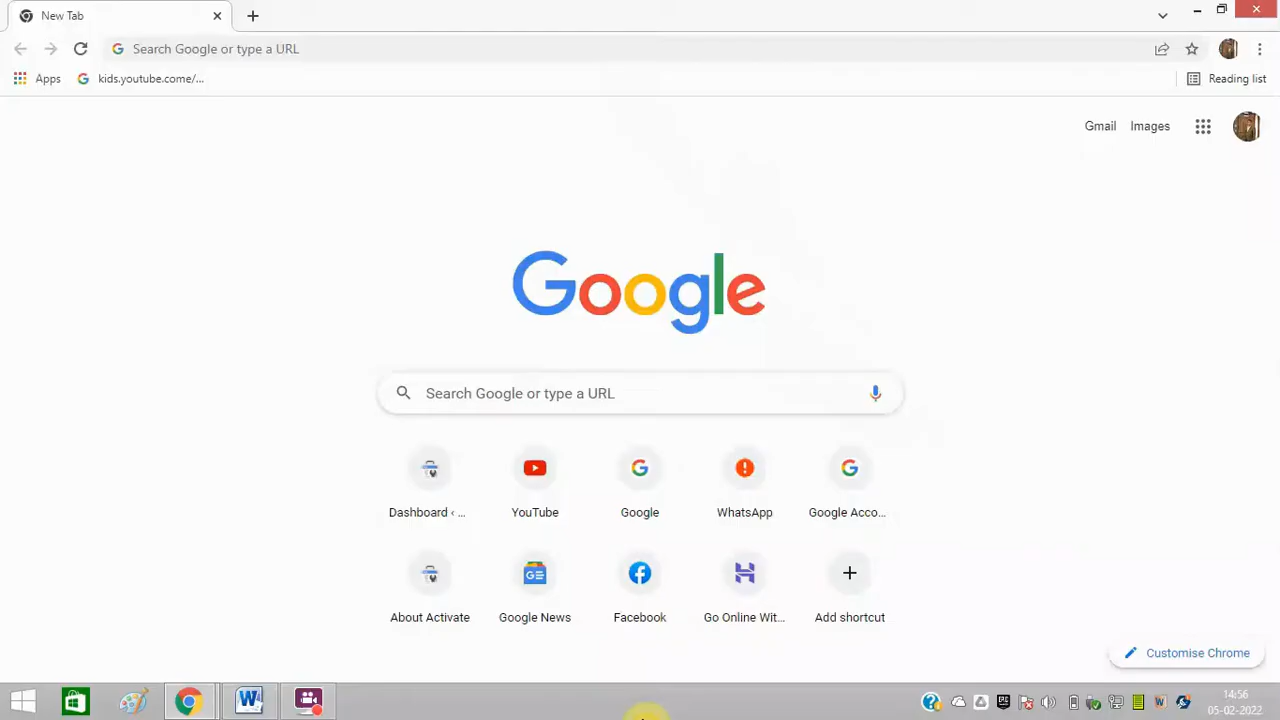 New Tab
Search Google or type a URL
Apps
kids.youtube.come/...
Reading list
Gmail
Images
Google
Search Google or type a URL
Dashboard ‹ ...
YouTube
Google
WhatsApp
Google Acco...
About Activate
Google News
Facebook
Go Online Wit...
Add shortcut
Customise Chrome
14:56
05-02-2022